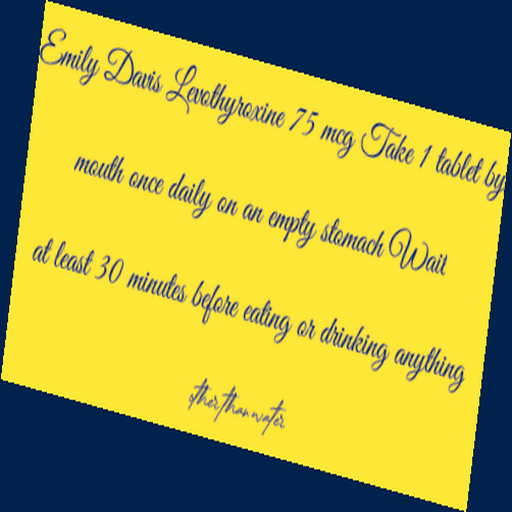 Emily Davis Levothyroxine 75 mcg Take 1 tablet by
mouth once daily on an empty stomach Wait
at least 30 minutes before eating or drinking anything
other than water